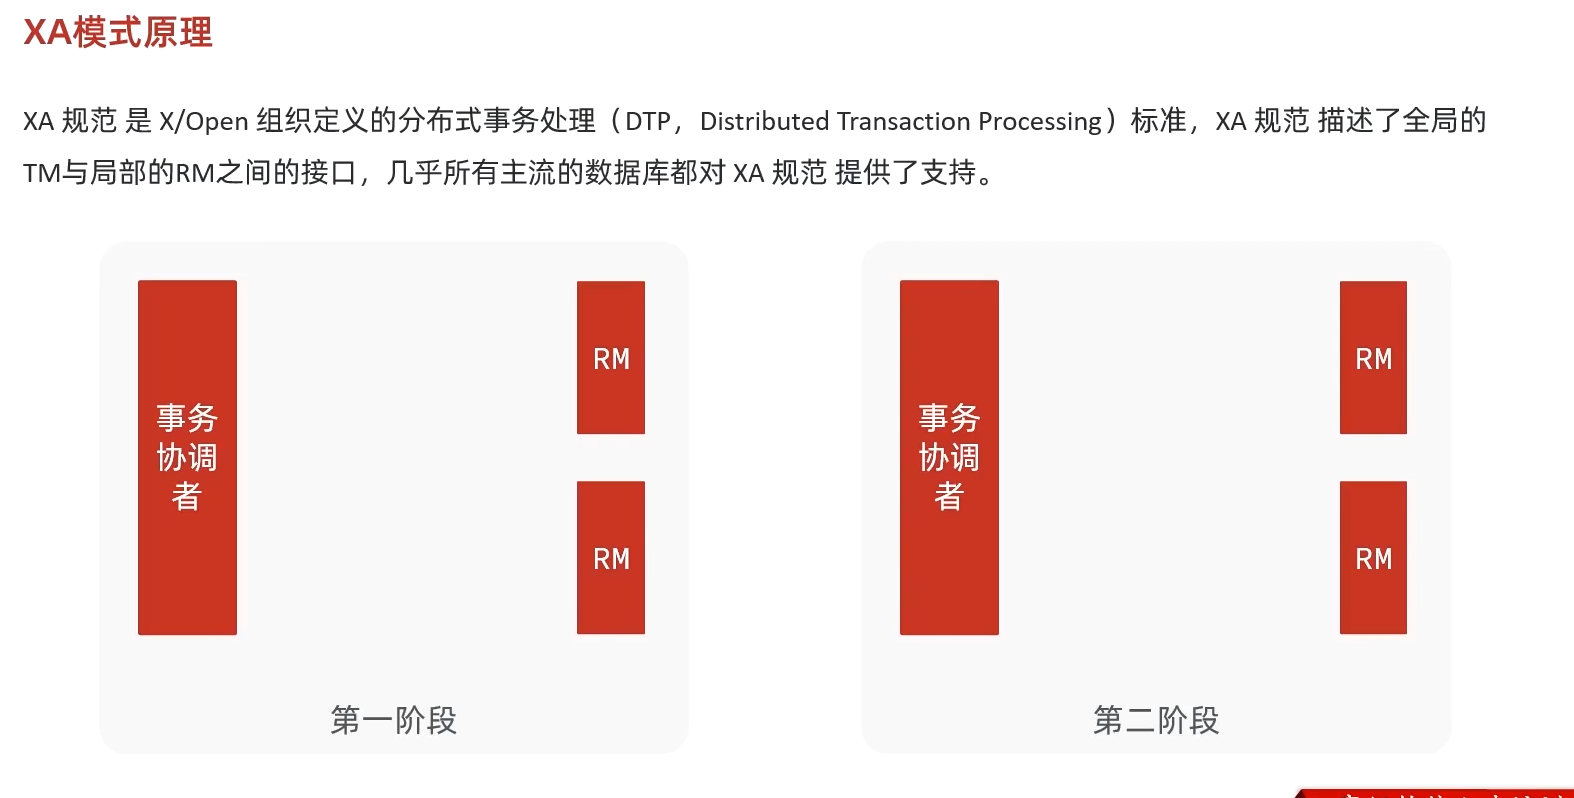 XA模式原理
XA 规范 是 X/Open 组织定义的分布式事务处理（DTP，Distributed Transaction Processing）标准，XA 规范 描述了全局的
TM与局部的RM之间的接口，几乎所有主流的数据库都对 XA 规范 提供了支持。
事务
协调
者
RM
RM
第一阶段
事务
协调
者
RM
RM
第二阶段